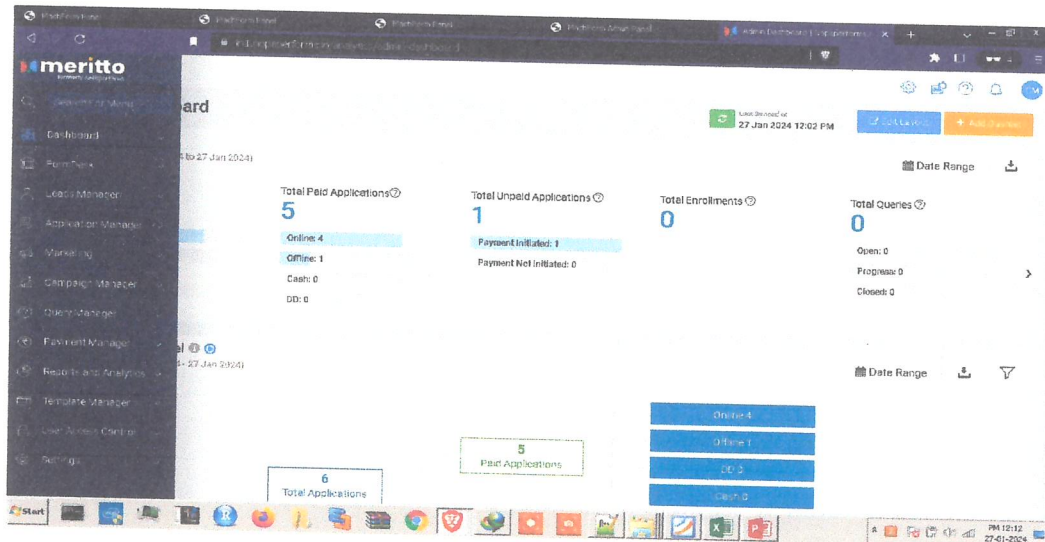 meritto
ard
Last Synced at
27 Jan 2024 12:02 PM
Dashboard
to 27 Jan 2024)
Date Range
Leads Manager
Total Paid Applications
5
Online: 4
Offline: 1
Cash: 0
DD: 0
Total Unpaid Applications
1
Payment Initiated: 1
Payment Not Initiated: 0
Total Enrollments
0
Total Queries
0
Open: 0
Progress: 0
Closed: 0
Application Manager
Marketing
Campaign Manager
Query Manager
Payment Manager
Reports and Analytics
Template Manager
User Access Control
Settings
el
- 27 Jan 2024)
Date Range
6
Total Applications
5
Paid Applications
Online 4
Offline 1
DD 0
Cash 0
Start
PM 12:12
27-01-2024